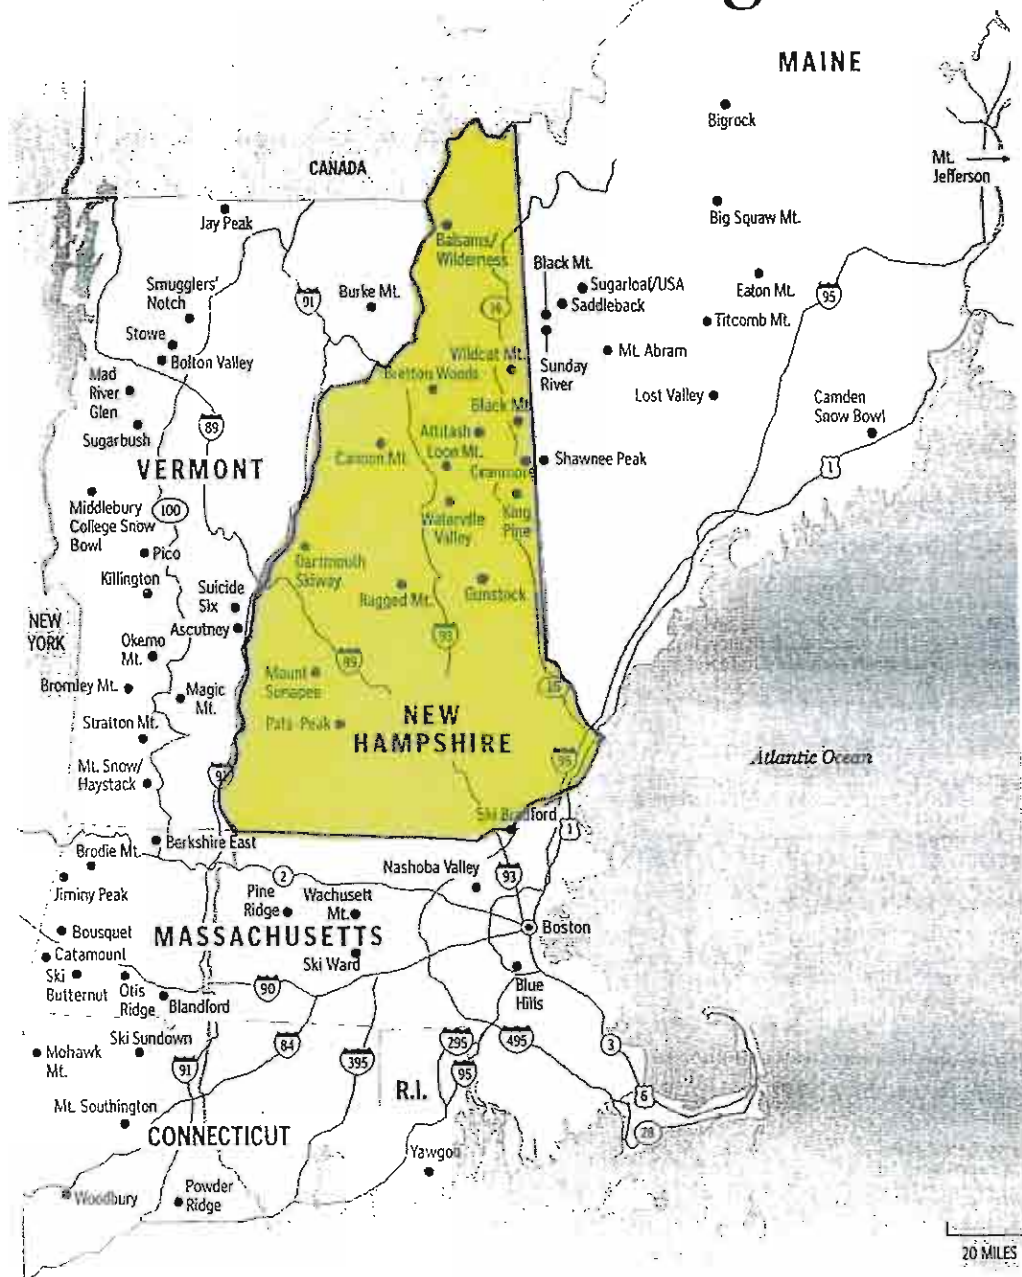 g
MAINE
Bigrock
CANADA
Mt.
Jefferson
Jay Peak
Big Squaw Mt.
Balsams/
Wilderness
Black Mt.
Smugglers'
Notch
91
Burke Mt.
Sugarloaf/USA
Eaton Mt.
95
16
Saddleback
Stowe
Titcomb Mt.
Bolton Valley
Wildcat Mt.
Sunday
River
Mt. Abram
Mad
River
Glen
Bretton Woods
Lost Valley
Camden
Snow Bowl
Black Mt.
Sugarbush
89
Attitash
Loon Mt.
Cannon Mt.
Cranmore
Shawnee Peak
VERMONT
1
Middlebury
College Snow
Bowl
100
Waterville
Valley
King
Pine
Pico
Dartmouth
Skiway
Killington
Suicide
Six
Ragged Mt.
Gunstock
NEW
YORK
Ascutney
93
Okemo
Mt.
89
Mount
Sunapee
Bromley Mt.
Magic
Mt.
16
Stratton Mt.
Pats Peak
NEW
HAMPSHIRE
Mt. Snow/
Haystack
91
95
Atlantic Ocean
Ski Bradford
1
Berkshire East
Brodie Mt.
Nashoba Valley
93
2
Jiminy Peak
Pine
Ridge
Wachusett
Mt.
Bousquet
MASSACHUSETTS
Boston
Catamount
Ski Ward
Ski
Butternut
Otis
Ridge
Blandford
90
Blue
Hills
Ski Sundown
84
295
495
3
Mohawk
Mt.
91
395
95
R.I.
6
Mt. Southington
28
CONNECTICUT
Yawgoo
Woodbury
Powder
Ridge
20 MILES